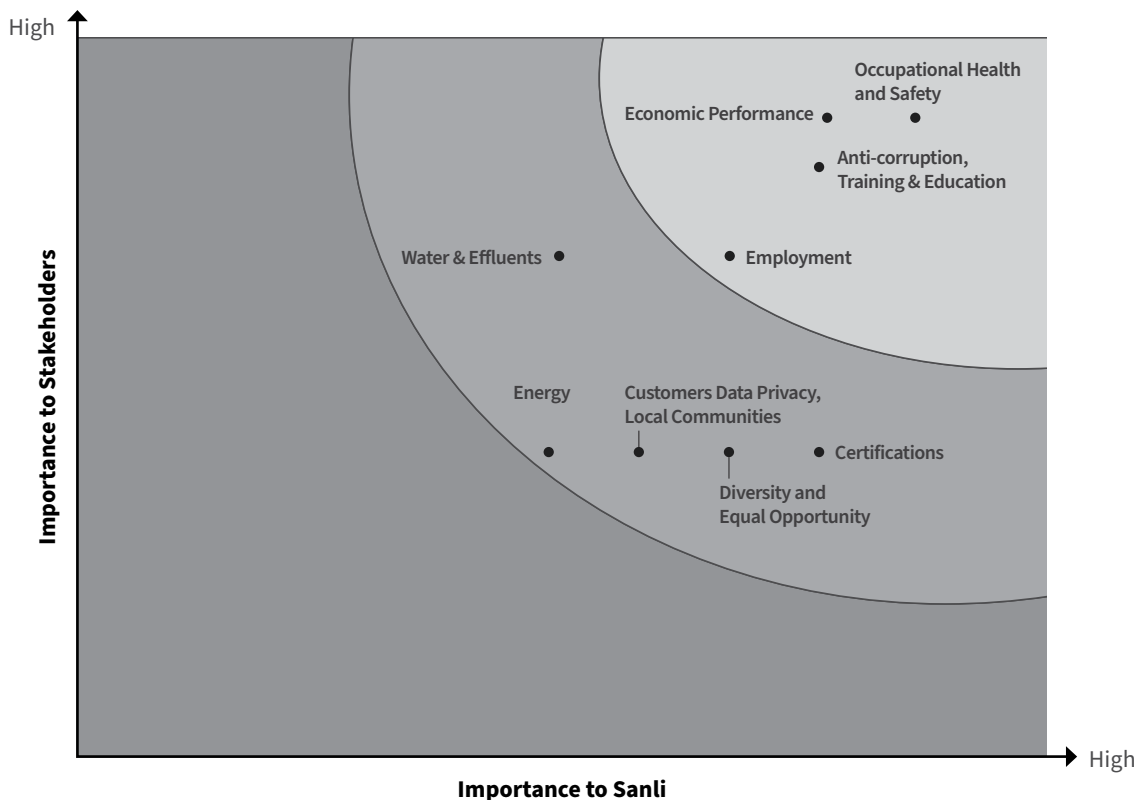 High
Occupational Health
and Safety
Economic Performance
Anti-corruption,
Training & Education
Water & Effluents
Employment
Importance to Stakeholders
Energy
Customers Data Privacy,
Local Communities
Certifications
Diversity and
Equal Opportunity
High
Importance to Sanli